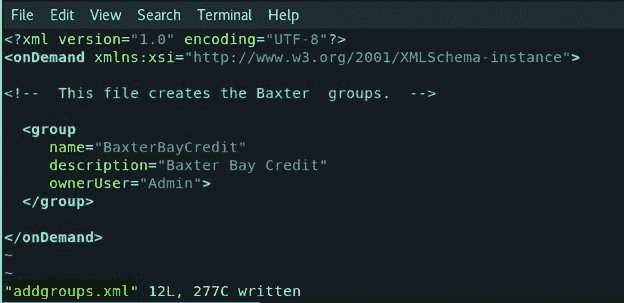 File Edit View Search Terminal Help
<?xml version="1.0" encoding="UTF-8"?>
<onDemand xmlns:xsi="http://www.w3.org/2001/XMLSchema-instance">
<!--  This file creates the Baxter  groups.  -->
  <group
     name="BaxterBayCredit"
     description="Baxter Bay Credit"
     ownerUser="Admin">
  </group>
</onDemand>
~
~
"addgroups.xml" 12L, 277C written